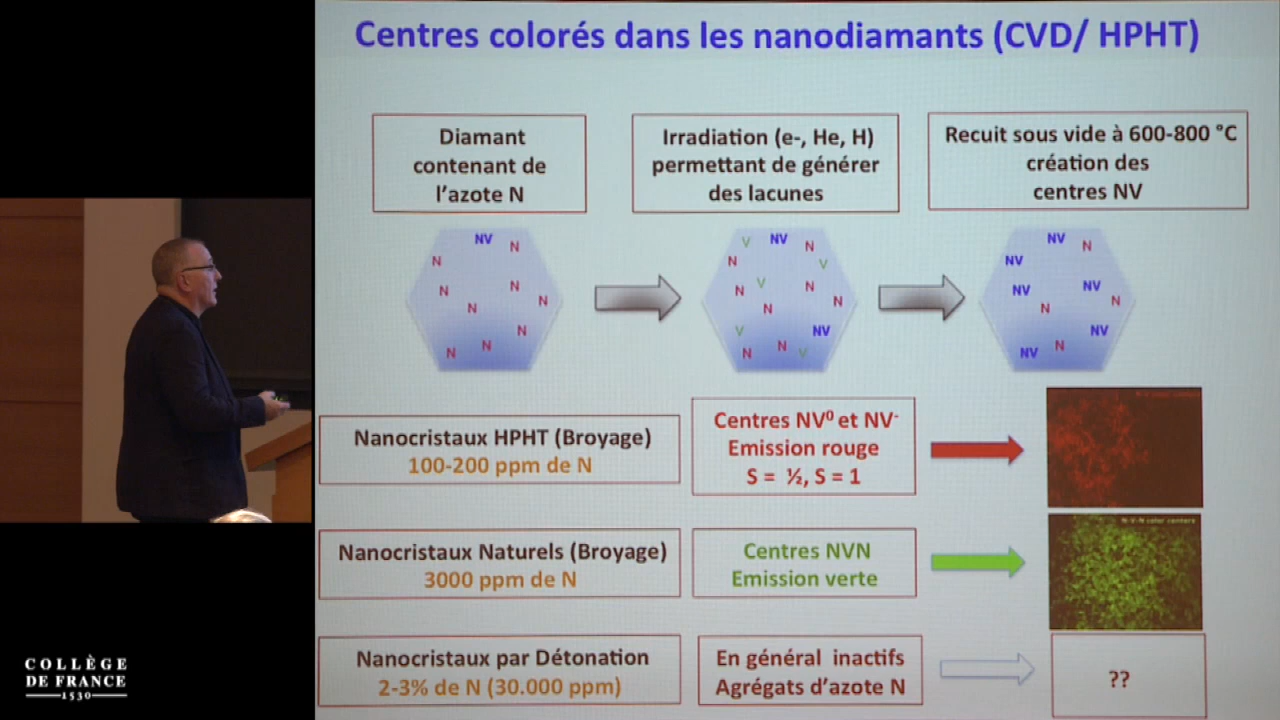 Centres colorés dans les nanodiamants (CVD/ HPHT)
Diamant
contenant de
l'azote N
Irradiation (e-, He, H)
permettant de générer
des lacunes
Recuit sous vide à 600-800 °C
création des
centres NV
NV
N
N
N
N
N
N
N
N
N
V
NV
N
V
N
V
N
N
N
N
V
NV
N
N
V
NV
N
NV
NV
NV
N
N
NV
N
NV
Nanocristaux HPHT (Broyage)
100-200 ppm de N
Centres NV⁰ et NV⁻
Emission rouge
S = ½, S = 1
Nanocristaux Naturels (Broyage)
3000 ppm de N
Centres NVN
Emission verte
N-V-N color centers
Nanocristaux par Détonation
2-3% de N (30.000 ppm)
En général inactifs
Agrégats d'azote N
??
COLLÈGE
DE FRANCE
1530